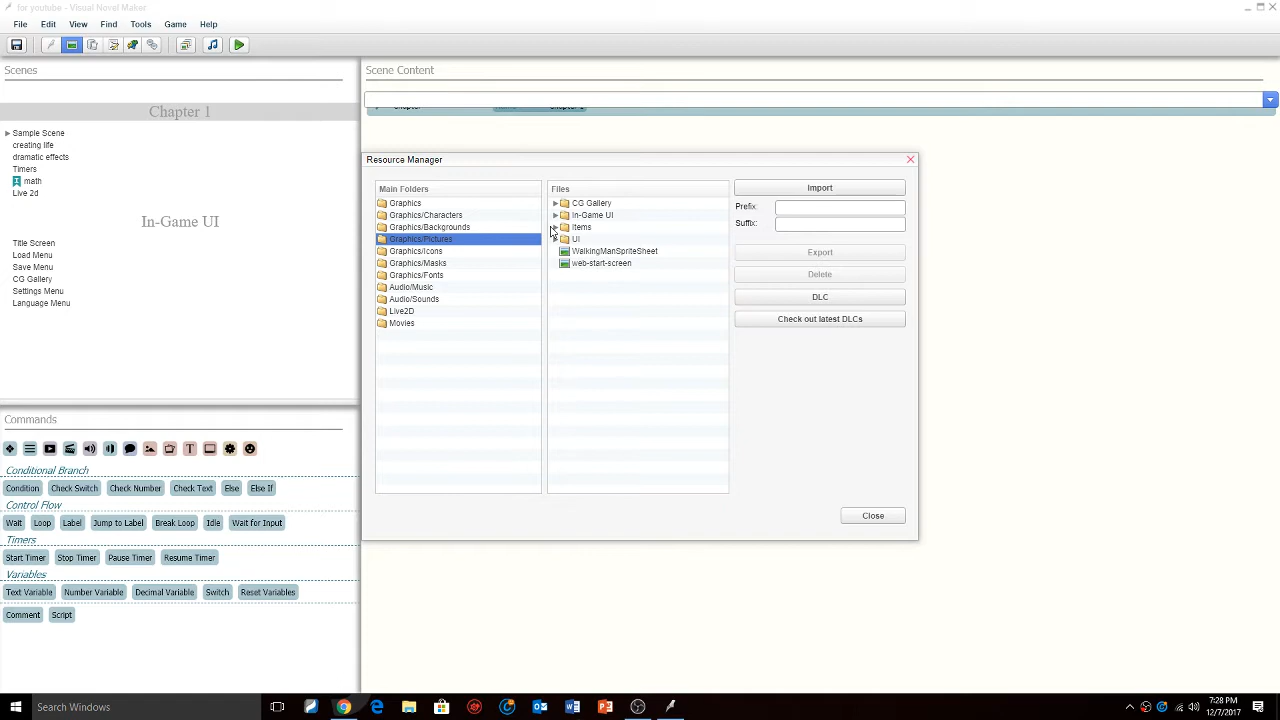 for youtube - Visual Novel Maker
File Edit View Find Tools Game Help
Scenes
Chapter 1
Sample Scene
creating life
dramatic effects
Timers
math
Live 2d
In-Game UI
Title Screen
Load Menu
Save Menu
CG Gallery
Settings Menu
Language Menu
Commands
Conditional Branch
Condition Check Switch Check Number Check Text Else Else If
Control Flow
Wait Loop Label Jump to Label Break Loop Idle Wait for Input
Timers
Start Timer Stop Timer Pause Timer Resume Timer
Variables
Text Variable Number Variable Decimal Variable Switch Reset Variables
Comment Script
Scene Content
Resource Manager
Main Folders
Graphics
Graphics/Characters
Graphics/Backgrounds
Graphics/Pictures
Graphics/Icons
Graphics/Masks
Graphics/Fonts
Audio/Music
Audio/Sounds
Live2D
Movies
Files
CG Gallery
In-Game UI
Items
UI
WalkingManSpriteSheet
web-start-screen
Import
Prefix:
Suffix:
Export
Delete
DLC
Check out latest DLCs
Close
Search Windows
7:28 PM
12/7/2017